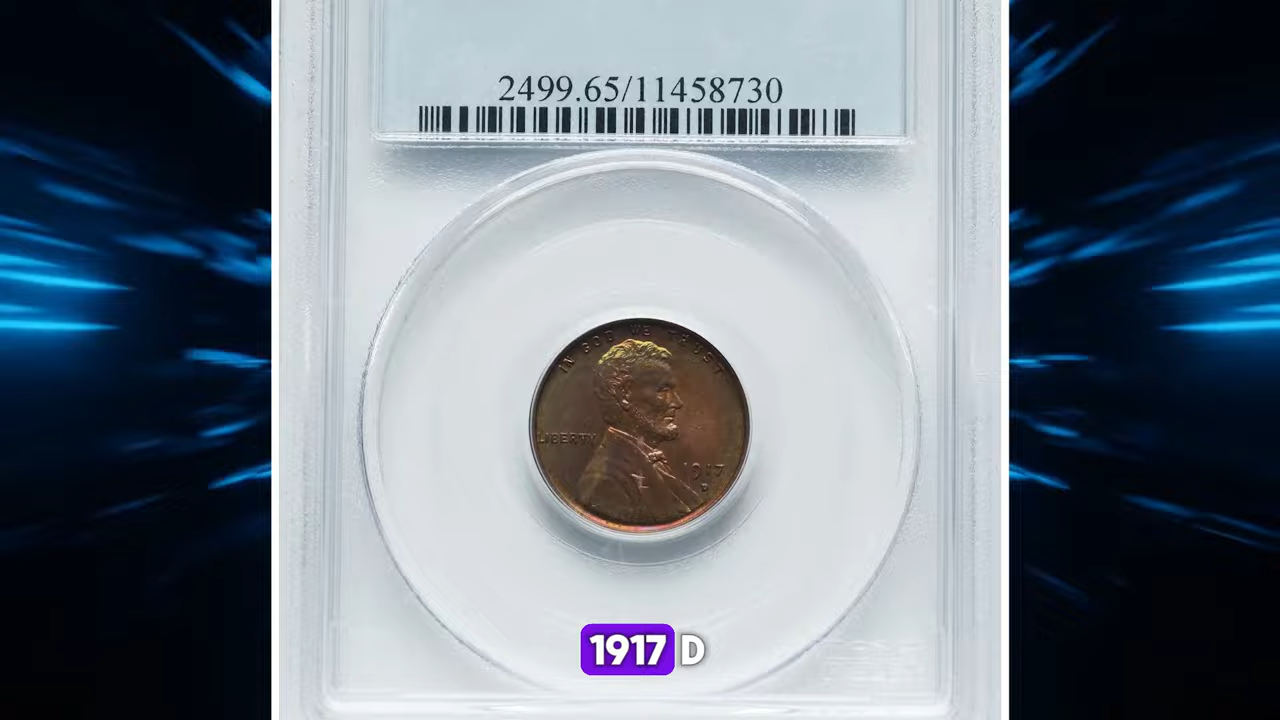 2499.65/11458730
IN GOD WE TRUST
LIBERTY
1917
D
1917 D